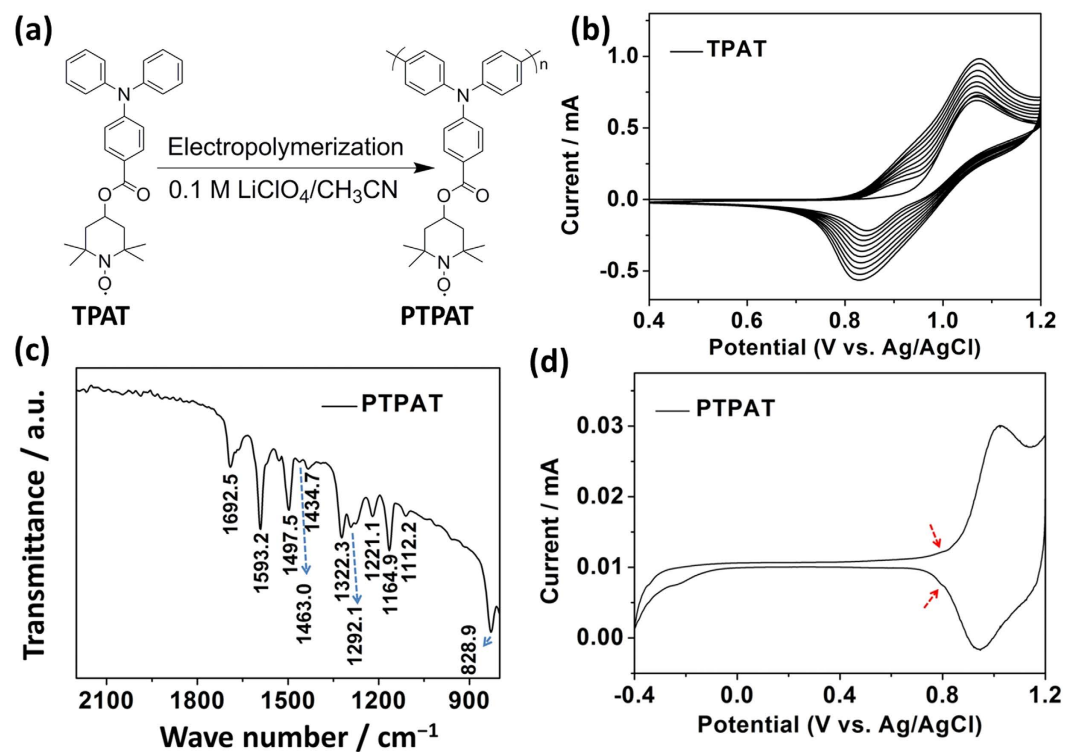 (a)
N
O
O
N
O·
TPAT
Electropolymerization
0.1 M LiClO4/CH3CN
n
N
O
O
N
O·
PTPAT
(b)
TPAT
Current / mA
1.0
0.5
0.0
-0.5
0.4 0.6 0.8 1.0 1.2
Potential (V vs. Ag/AgCl)
(c)
PTPAT
Transmittance / a.u.
1692.5
1593.2
1497.5
1463.0
1434.7
1322.3
1292.1
1221.1
1164.9
1112.2
828.9
2100 1800 1500 1200 900
Wave number / cm⁻¹
(d)
PTPAT
Current / mA
0.03
0.02
0.01
0.00
-0.4 0.0 0.4 0.8 1.2
Potential (V vs. Ag/AgCl)